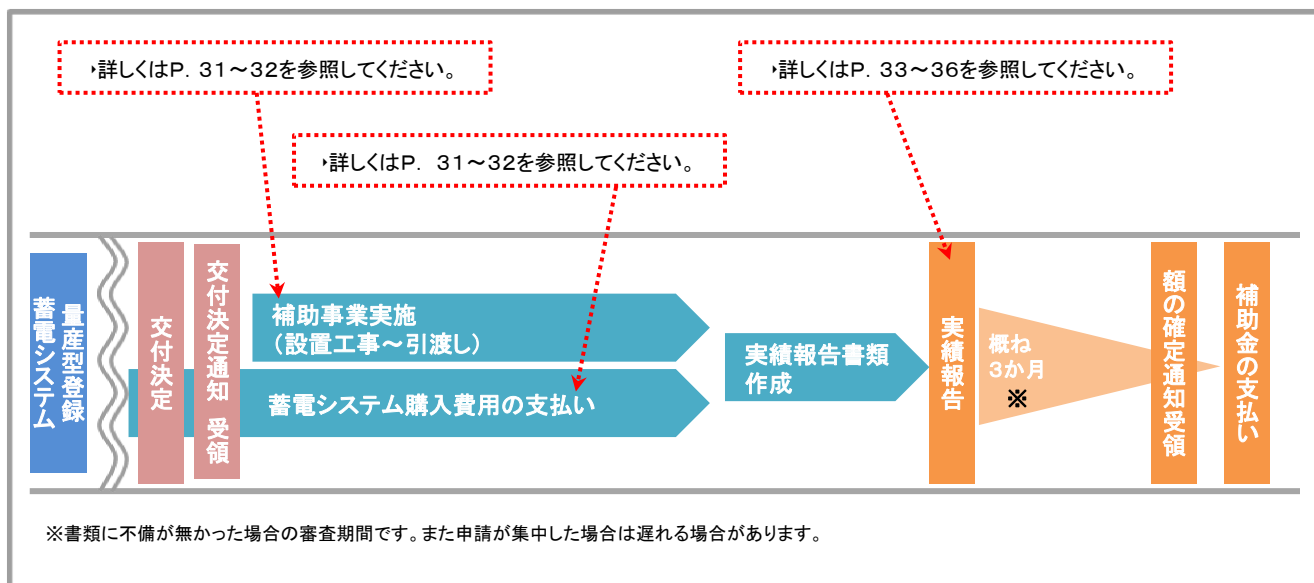 ・詳しくはP．31～32を参照してください。
・詳しくはP．33～36を参照してください。
・詳しくはP．31～32を参照してください。
量産型登録
蓄電システム
交付決定
交付決定通知 受領
補助事業実施
（設置工事～引渡し）
蓄電システム購入費用の支払い
実績報告書類
作成
実績報告
概ね
3か月
※
額の確定通知受領
補助金の支払い
※書類に不備が無かった場合の審査期間です。また申請が集中した場合は遅れる場合があります。